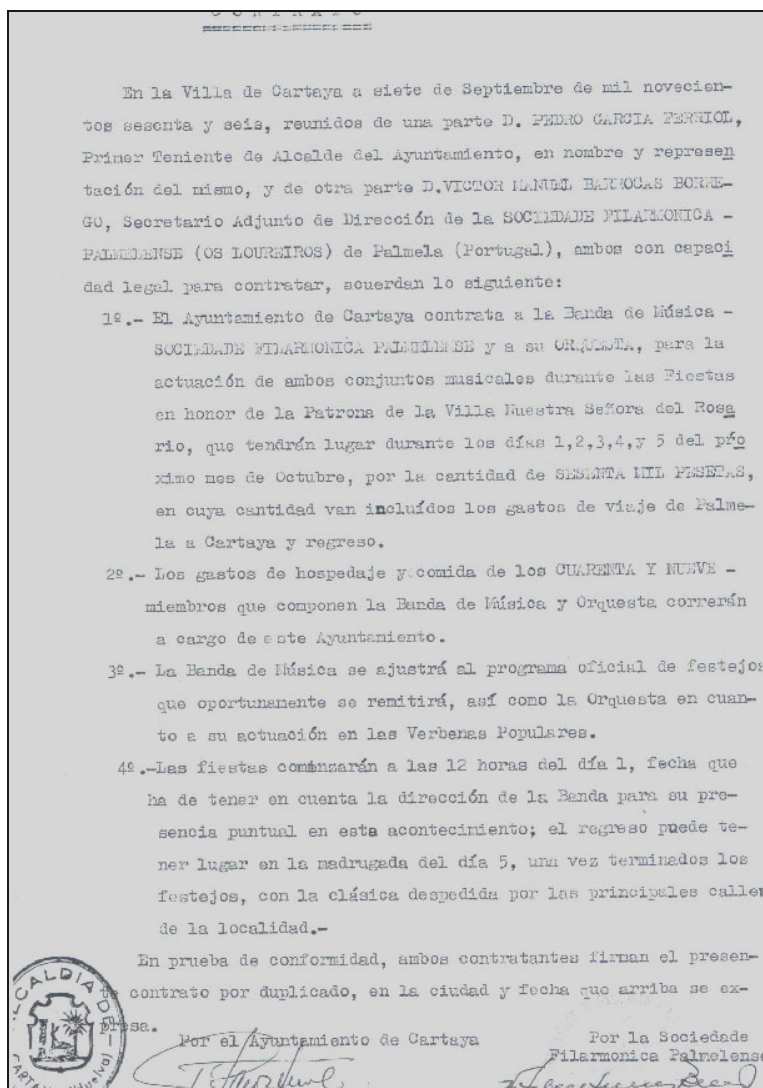 CONTRATO
En la Villa de Cartaya a siete de Septiembre de mil novecien-
tos sesenta y seis, reunidos de una parte D. PEDRO GARCIA FERRIOL,
Primer Teniente de Alcalde del Ayuntamiento, en nombre y represen
tación del mismo, y de otra parte D.VICTOR MANUEL BARROCAS BORRE-
GO, Secretario Adjunto de Dirección de la SOCIEDADE FILARMONICA -
PALMELENSE (OS LOUREIROS) de Palmela (Portugal), ambos con capaci
dad legal para contratar, acuerdan lo siguiente:
1º.- El Ayuntamiento de Cartaya contrata a la Banda de Música -
SOCIEDADE FILARMONICA PALMELENSE y a su ORQUESTA, para la
actuación de ambos conjuntos musicales durante las Fiestas
en honor de la Patrona de la Villa Nuestra Señora del Rosa
rio, que tendrán lugar durante los días 1,2,3,4,y 5 del pró
ximo mes de Octubre, por la cantidad de SESENTA MIL PESETAS,
en cuya cantidad van incluídos los gastos de viaje de Palme-
la a Cartaya y regreso.
2º.- Los gastos de hospedaje y comida de los CUARENTA Y NUEVE -
miembros que componen la Banda de Música y Orquesta correrán
a cargo de este Ayuntamiento.
3º.- La Banda de Música se ajustrá al programa oficial de festejos
que oportunamente se remitirá, así como la Orquesta en cuan-
to a su actuación en las Verbenas Populares.
4º.-Las fiestas cominzarán a las 12 horas del día 1, fecha que
ha de tener en cuenta la dirección de la Banda para su pre-
sencia puntual en este acontecimiento; el regreso puede te-
ner lugar en la madrugada del día 5, una vez terminados los
festejos, con la clásica despedida por las principales calles
de la localidad.-
En prueba de conformidad, ambos contratantes firman el presen-
contrato por duplicado, en la ciudad y fecha que arriba se ex-
presa.
Por el Ayuntamiento de Cartaya
Por la Sociedade
Filarmonica Palmelense
ALCALDIA DE
CARTAYA (Huelva)